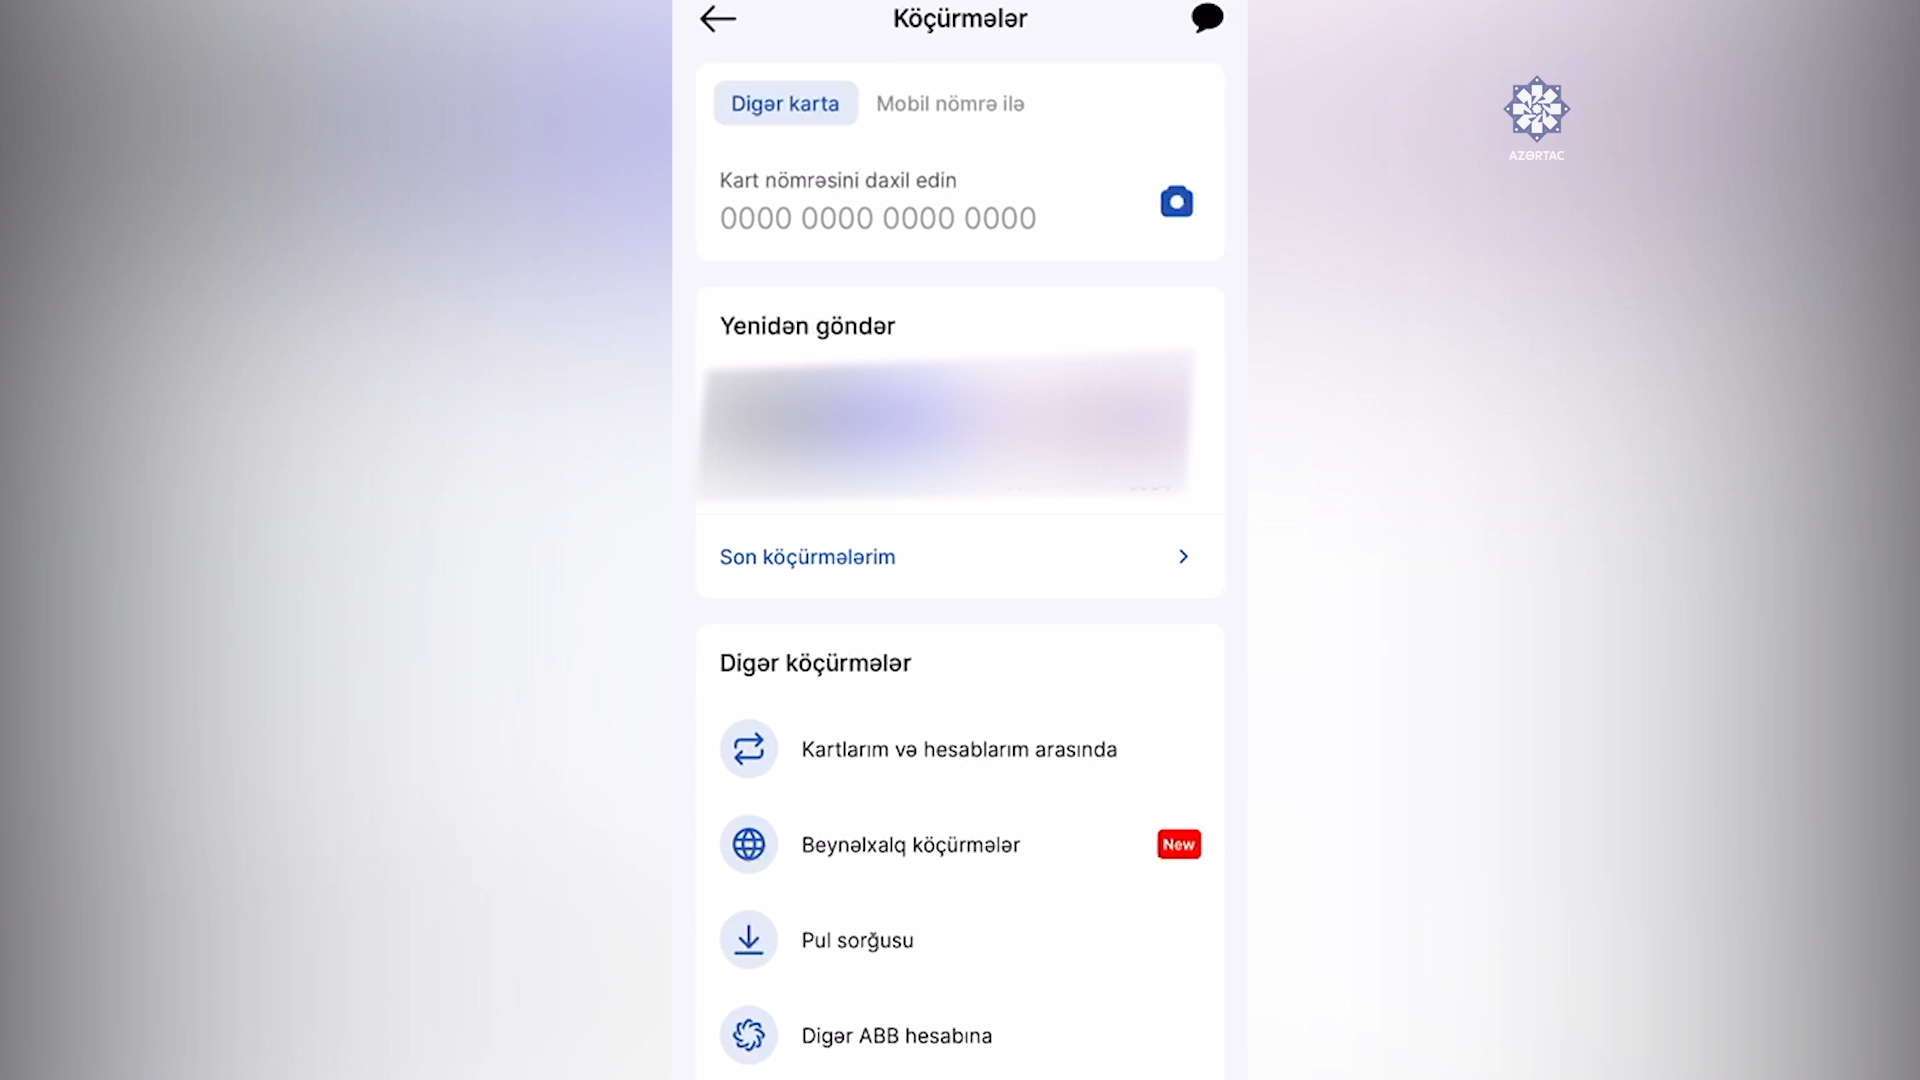 Köçürmələr
AZƏRTAC
Digər karta
Mobil nömrə ilə
Kart nömrəsini daxil edin
0000 0000 0000 0000
Yenidən göndər
Son köçürmələrim
Digər köçürmələr
Kartlarım və hesablarım arasında
Beynəlxalq köçürmələr
New
Pul sorğusu
Digər ABB hesabına